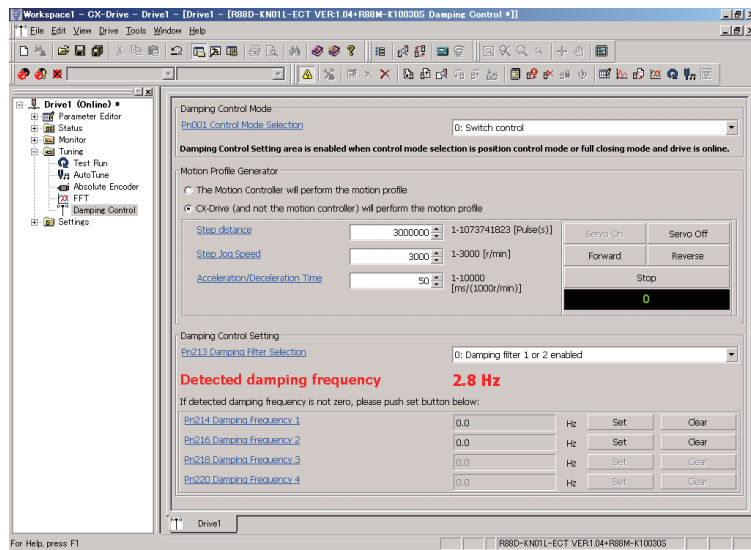 Workspace1 - CX-Drive - Drive1 - [Drive1 - [R88D-KN01L-ECT VER:1.04+R88M-K10030S Damping Control *]]
File Edit View Drive Tools Window Help
Drive1 (Online) *
Parameter Editor
Status
Monitor
Tuning
Test Run
AutoTune
Absolute Encoder
FFT
Damping Control
Settings
Damping Control Mode
Pn001 Control Mode Selection
0: Switch control
Damping Control Setting area is enabled when control mode selection is position control mode or full closing mode and drive is online.
Motion Profile Generator
The Motion Controller will perform the motion profile
CX-Drive (and not the motion controller) will perform the motion profile
Step distance 3000000 1-1073741823 [Pulse(s)] Servo On Servo Off
Step Jog Speed 3000 1-3000 [r/min] Forward Reverse
Acceleration/Deceleration Time 50 1-10000 [ms/(1000r/min)] Stop
0
Damping Control Setting
Pn213 Damping Filter Selection 0: Damping filter 1 or 2 enabled
Detected damping frequency 2.8 Hz
If detected damping frequency is not zero, please push set button below:
Pn214 Damping Frequency 1 0.0 Hz Set Clear
Pn216 Damping Frequency 2 0.0 Hz Set Clear
Pn218 Damping Frequency 3 0.0 Hz Set Clear
Pn220 Damping Frequency 4 0.0 Hz Set Clear
Drive1
For Help, press F1 R88D-KN01L-ECT VER:1.04+R88M-K10030S